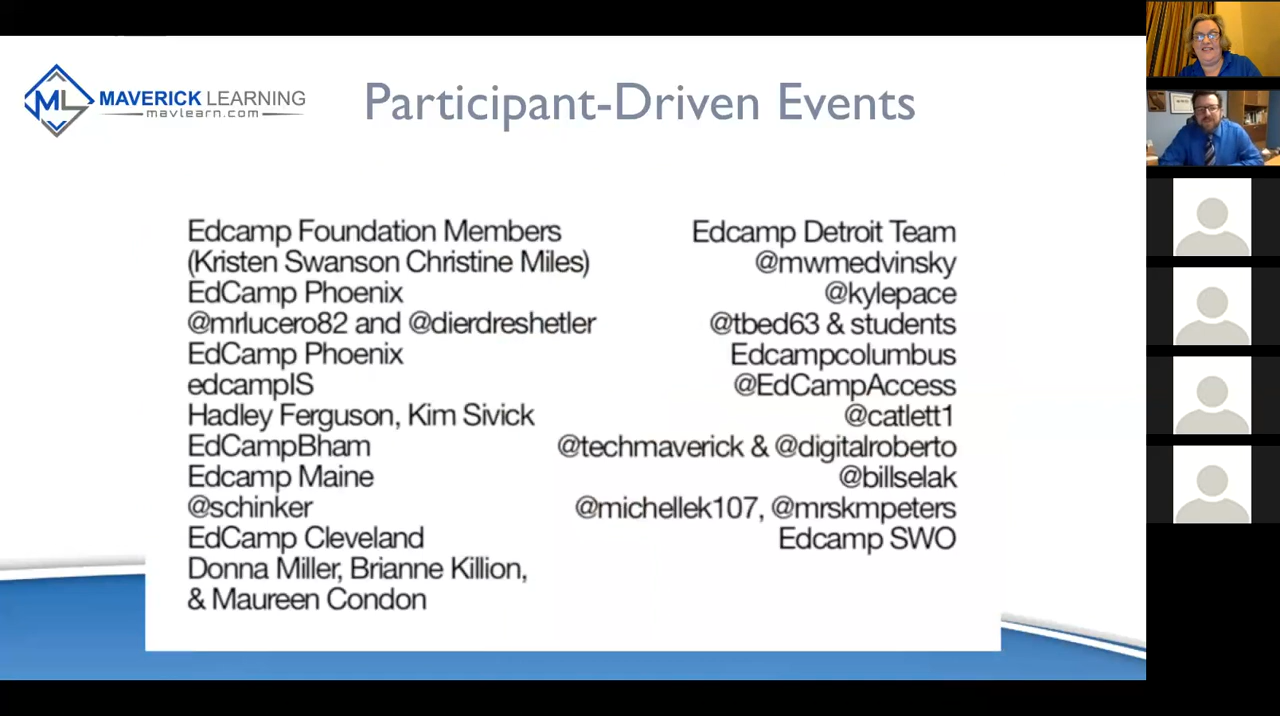 MAVERICK LEARNING
mavlearn.com
Participant-Driven Events
Edcamp Foundation Members
(Kristen Swanson Christine Miles)
EdCamp Phoenix
@mrlucero82 and @dierdreshetler
EdCamp Phoenix
edcampIS
Hadley Ferguson, Kim Sivick
EdCampBham
Edcamp Maine
@schinker
EdCamp Cleveland
Donna Miller, Brianne Killion,
& Maureen Condon
Edcamp Detroit Team
@mwmedvinsky
@kylepace
@tbed63 & students
Edcampcolumbus
@EdCampAccess
@catlett1
@techmaverick & @digitalroberto
@billselak
@michellek107, @mrskmpeters
Edcamp SWO